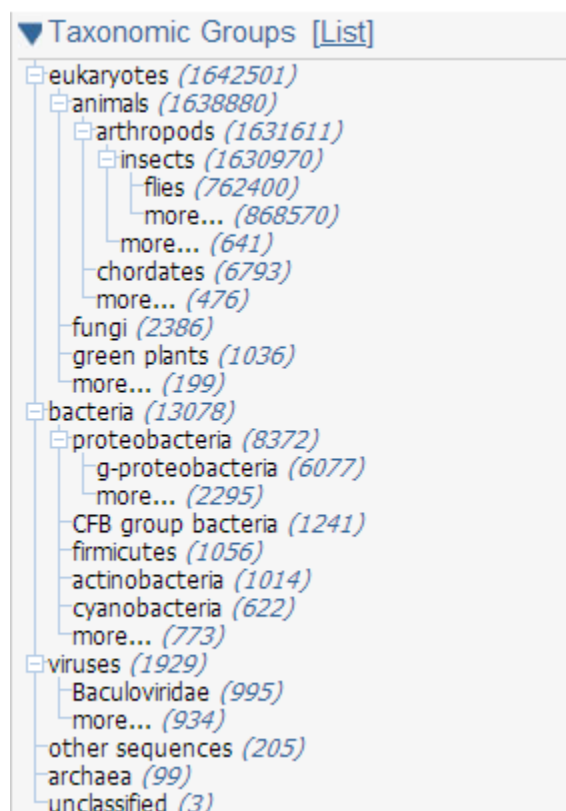 Taxonomic Groups [List]
eukaryotes (1642501)
animals (1638880)
arthropods (1631611)
insects (1630970)
flies (762400)
more... (868570)
more... (641)
chordates (6793)
more... (476)
fungi (2386)
green plants (1036)
more... (199)
bacteria (13078)
proteobacteria (8372)
g-proteobacteria (6077)
more... (2295)
CFB group bacteria (1241)
firmicutes (1056)
actinobacteria (1014)
cyanobacteria (622)
more... (773)
viruses (1929)
Baculoviridae (995)
more... (934)
other sequences (205)
archaea (99)
unclassified (3)